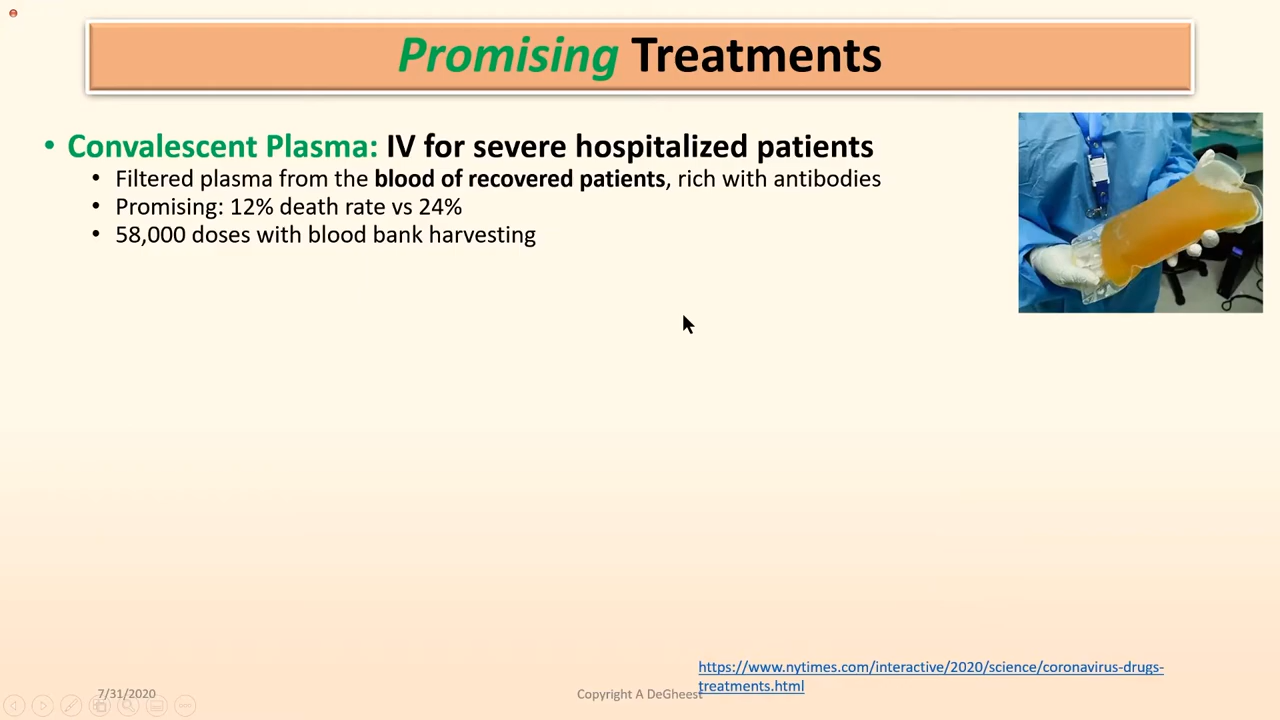 Promising Treatments
• Convalescent Plasma: IV for severe hospitalized patients
• Filtered plasma from the blood of recovered patients, rich with antibodies
• Promising: 12% death rate vs 24%
• 58,000 doses with blood bank harvesting
https://www.nytimes.com/interactive/2020/science/coronavirus-drugs-
treatments.html
7/31/2020
Copyright A DeGheest